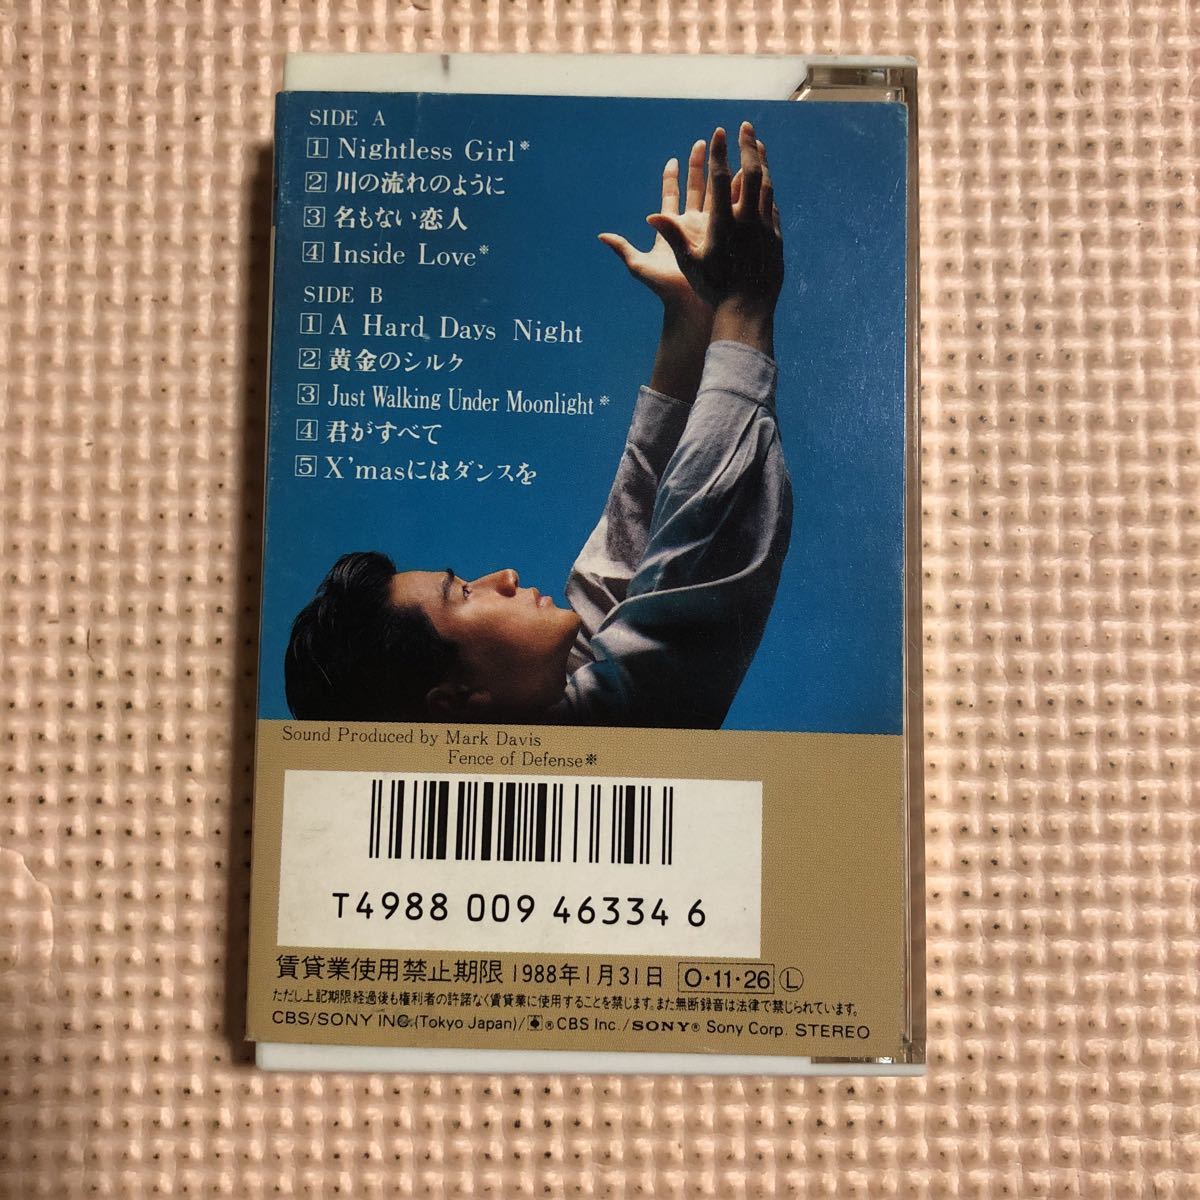 SIDE A
1 Nightless Girl※
2 川の流れのように
3 名もない恋人
4 Inside Love※
SIDE B
1 A Hard Days Night
2 黄金のシルク
3 Just Walking Under Moonlight※
4 君がすべて
5 X'masにはダンスを
Sound Produced by Mark Davis
Fence of Defense※
T4988 009 46334 6
賃貸業使用禁止期限 1988年1月31日 O・11・26 Ⓛ
ただし上記期限経過後も権利者の許諾なく賃貸業に使用することを禁じます。また無断録音は法律で禁じられています。
CBS/SONY INC.(Tokyo Japan)/®CBS Inc./SONY® Sony Corp. STEREO